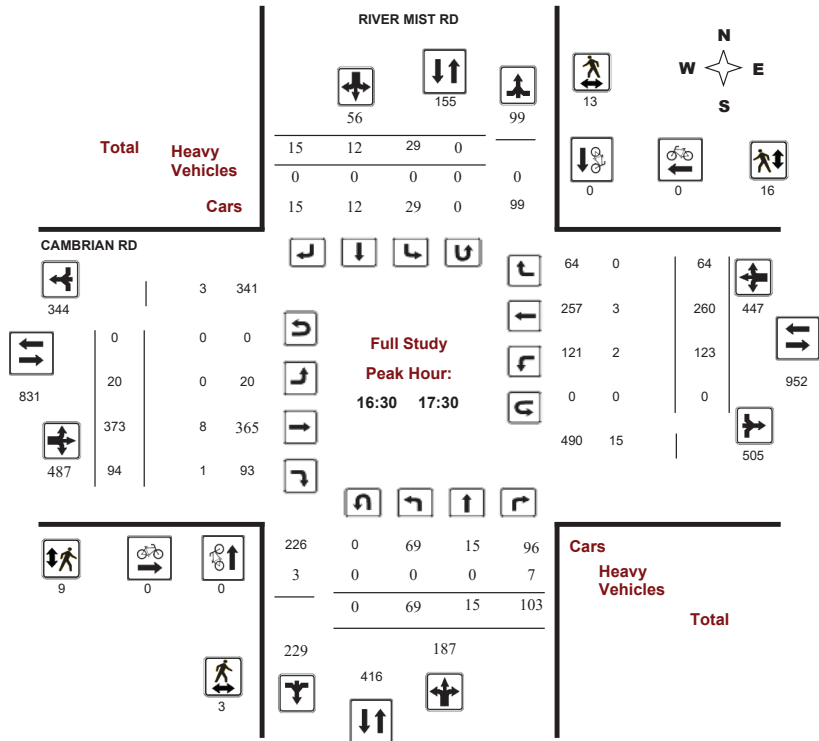 RIVER MIST RD
N
W E
S
155
13
56 99
Total Heavy Vehicles
15 12 29 0
0 0 0 0 0
0 0 16
Cars 15 12 29 0 99
CAMBRIAN RD
344
3 341
64 0 64
447
257 3 260
0 0 0
831
20 0 20
Full Study
Peak Hour:
16:30 17:30
121 2 123
952
0 0 0
373 8 365
487
94 1 93
490 15
505
226 0 69 15 96 Cars
3 0 0 0 7 Heavy Vehicles
0 69 15 103 Total
9 0 0
229 187
416
3